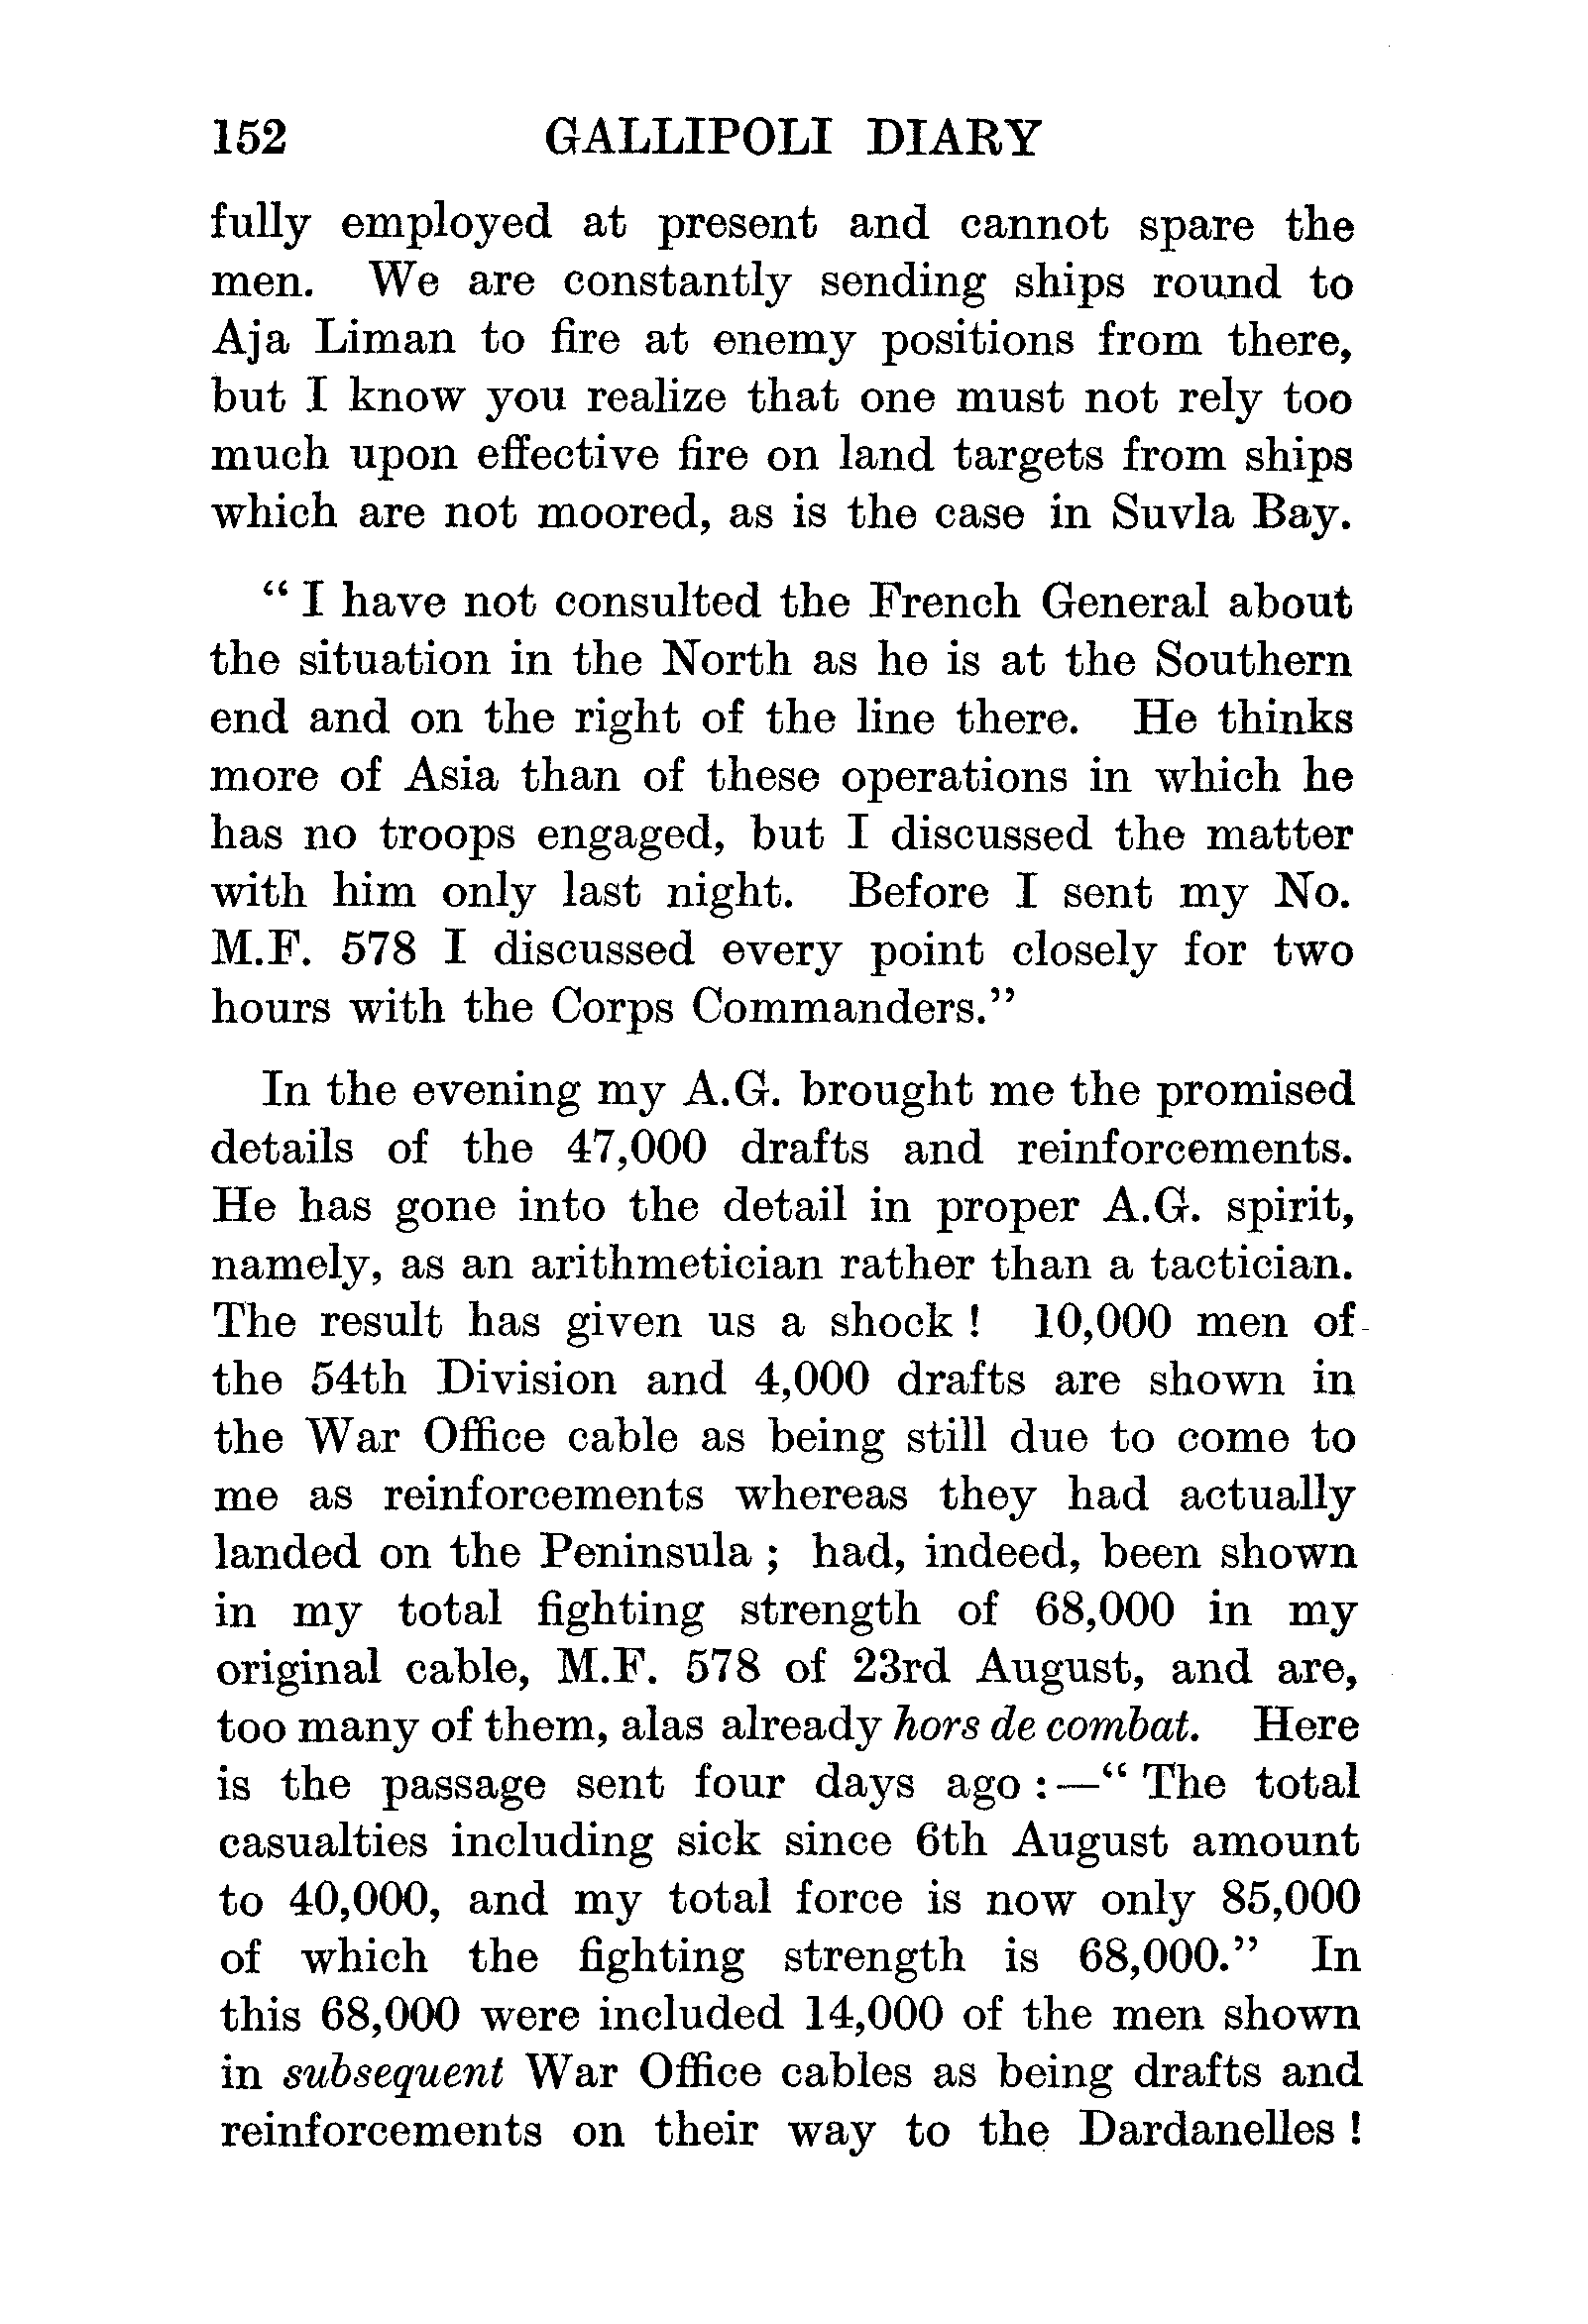 152 GALLIPOLI DIARY
fully employed at present and cannot spare the
men. We are constantly sending ships round to
Aja Liman to fire at enemy positions from there,
but I know you realize that one must not rely too
much upon effective fire on land targets from ships
which are not moored, as is the case in Suvla Bay.
“ I have not consulted the French General about
the situation in the North as he is at the Southern
end and on the right of the line there. He thinks
more of Asia than of these operations in which he
has no troops engaged, but I discussed the matter
with him only last night. Before I sent my No.
M.F. 578 I discussed every point closely for two
hours with the Corps Commanders.”
In the evening my A.G. brought me the promised
details of the 47,000 drafts and reinforcements.
He has gone into the detail in proper A.G. spirit,
namely, as an arithmetician rather than a tactician.
The result has given us a shock ! 10,000 men of
the 54th Division and 4,000 drafts are shown in
the War Office cable as being still due to come to
me as reinforcements whereas they had actually
landed on the Peninsula ; had, indeed, been shown
in my total fighting strength of 68,000 in my
original cable, M.F. 578 of 23rd August, and are,
too many of them, alas already hors de combat. Here
is the passage sent four days ago :—“ The total
casualties including sick since 6th August amount
to 40,000, and my total force is now only 85,000
of which the fighting strength is 68,000.” In
this 68,000 were included 14,000 of the men shown
in subsequent War Office cables as being drafts and
reinforcements on their way to the Dardanelles !